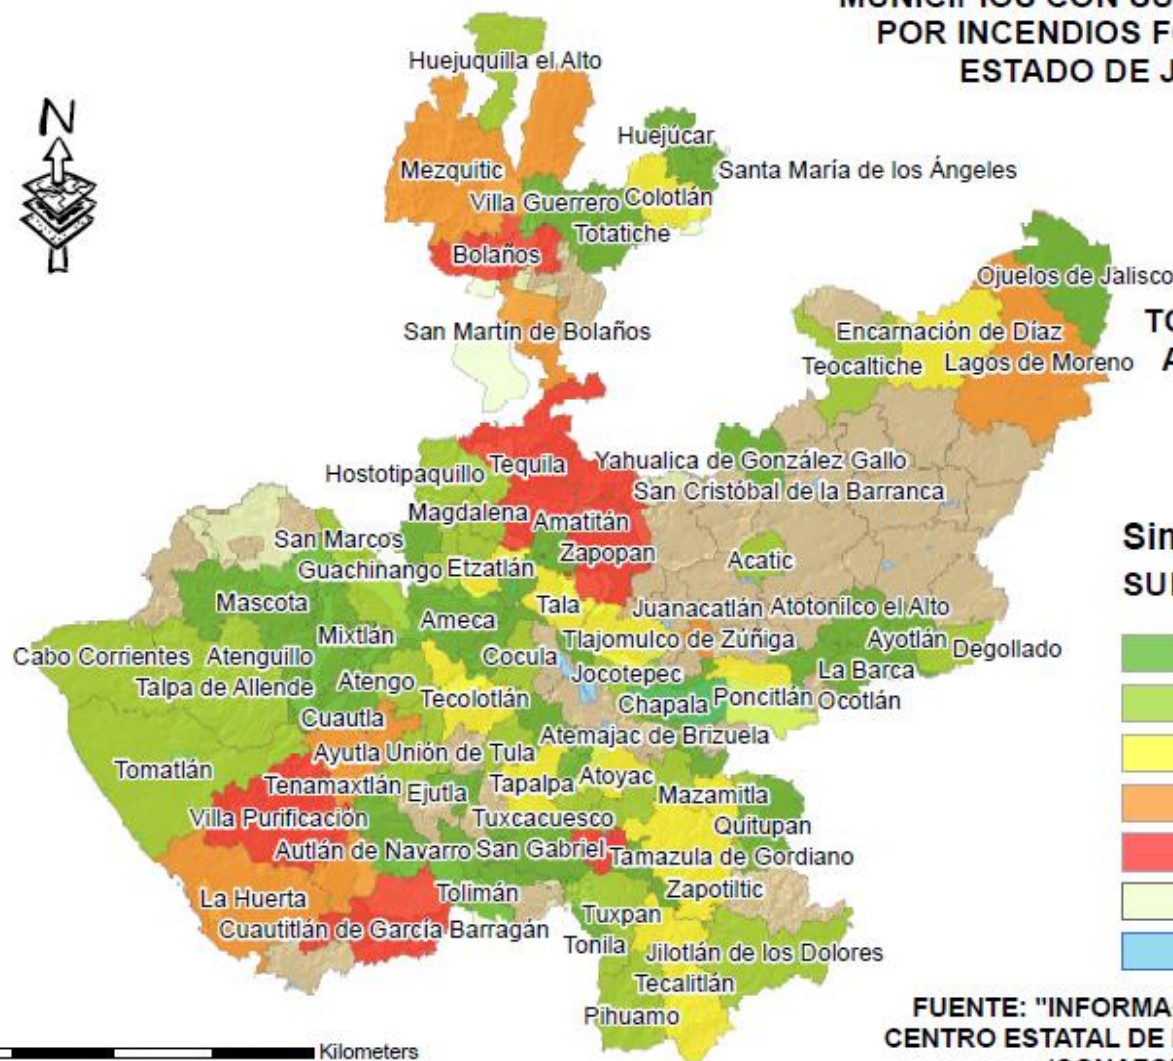 POR INCENDIOS
ESTADO DE
N
Huejuquilla el Alto
Huejúcar
Mezquitic
Santa María de los Ángeles
Villa Guerrero
Colotlán
Totatiche
Bolaños
Ojuelos de Jalisco
San Martín de Bolaños
Encarnación de Díaz
Teocaltiche
Lagos de Moreno
Hostotipaquillo
Tequila
Yahualica de González Gallo
San Cristóbal de la Barranca
Magdalena
Amatitán
San Marcos
Zapopan
Acatic
Guachinango
Etzatlán
Mascota
Tala
Juanacatlán
Atotonilco el Alto
Ameca
Mixtlán
Tlajomulco de Zúñiga
Ayotlán
Degollado
Cabo Corrientes
Atenguillo
Cocula
Jocotepec
La Barca
Talpa de Allende
Atengo
Tecolotlán
Chapala
Poncitlán
Ocotlán
Cuautla
Atemajac de Brizuela
Ayutla
Unión de Tula
Tomatlán
Tenamaxtlán
Ejutla
Tapalpa
Atoyac
Mazamitla
Villa Purificación
Tuxcacuesco
Quitupan
Autlán de Navarro
San Gabriel
Tamazula de Gordiano
La Huerta
Tolimán
Zapotiltic
Cuautitlán de García Barragán
Tuxpan
Tonila
Jilotlán de los Dolores
Tecalitlán
Pihuamo
Kilometers
FUENTE:
CENTRO ESTATAL DE